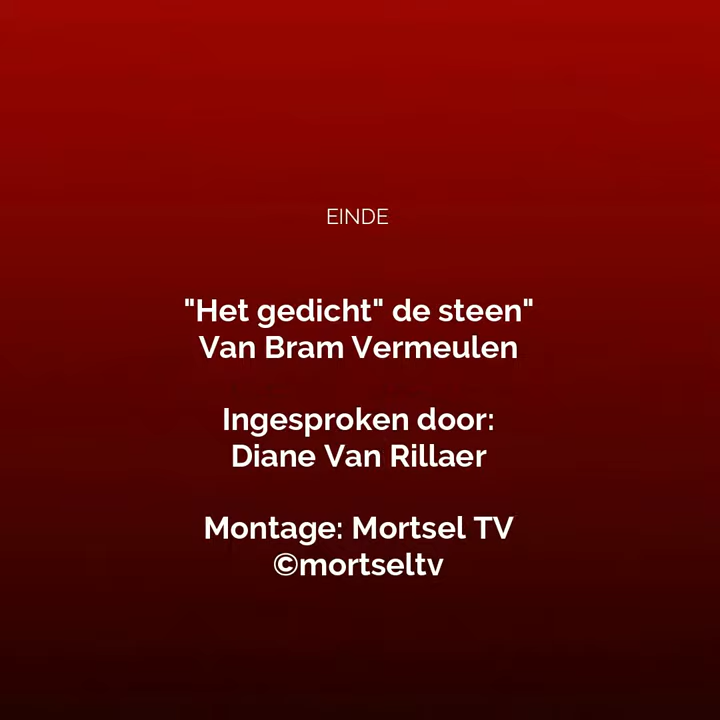 EINDE
"Het gedicht" de steen"
Van Bram Vermeulen
Ingesproken door:
Diane Van Rillaer
Montage: Mortsel TV
©mortseltv